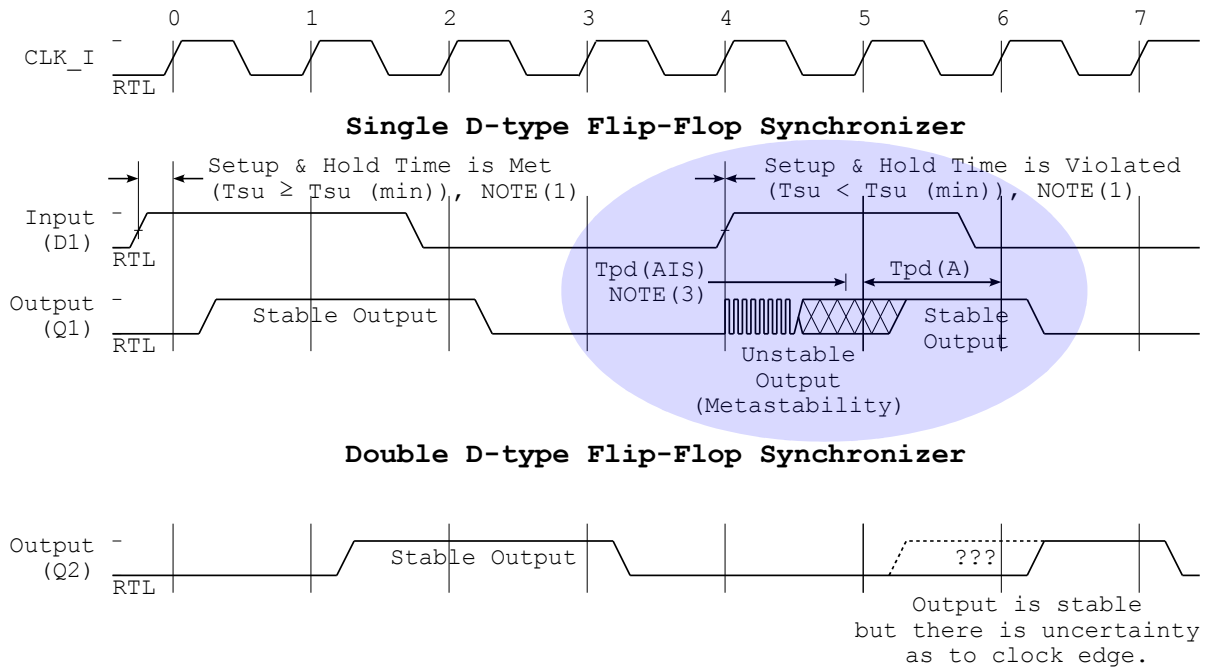 0 1 2 3 4 5 6 7
CLK_I
RTL
Single D-type Flip-Flop Synchronizer
Setup & Hold Time is Met
(Tsu ≥ Tsu (min)), NOTE(1)
Setup & Hold Time is Violated
(Tsu < Tsu (min)), NOTE(1)
Input
(D1)
RTL
Tpd(AIS)
NOTE(3)
Tpd(A)
Output
(Q1)
RTL
Stable Output
Stable
Output
Unstable
Output
(Metastability)
Double D-type Flip-Flop Synchronizer
Output
(Q2)
RTL
Stable Output
???
Output is stable
but there is uncertainty
as to clock edge.